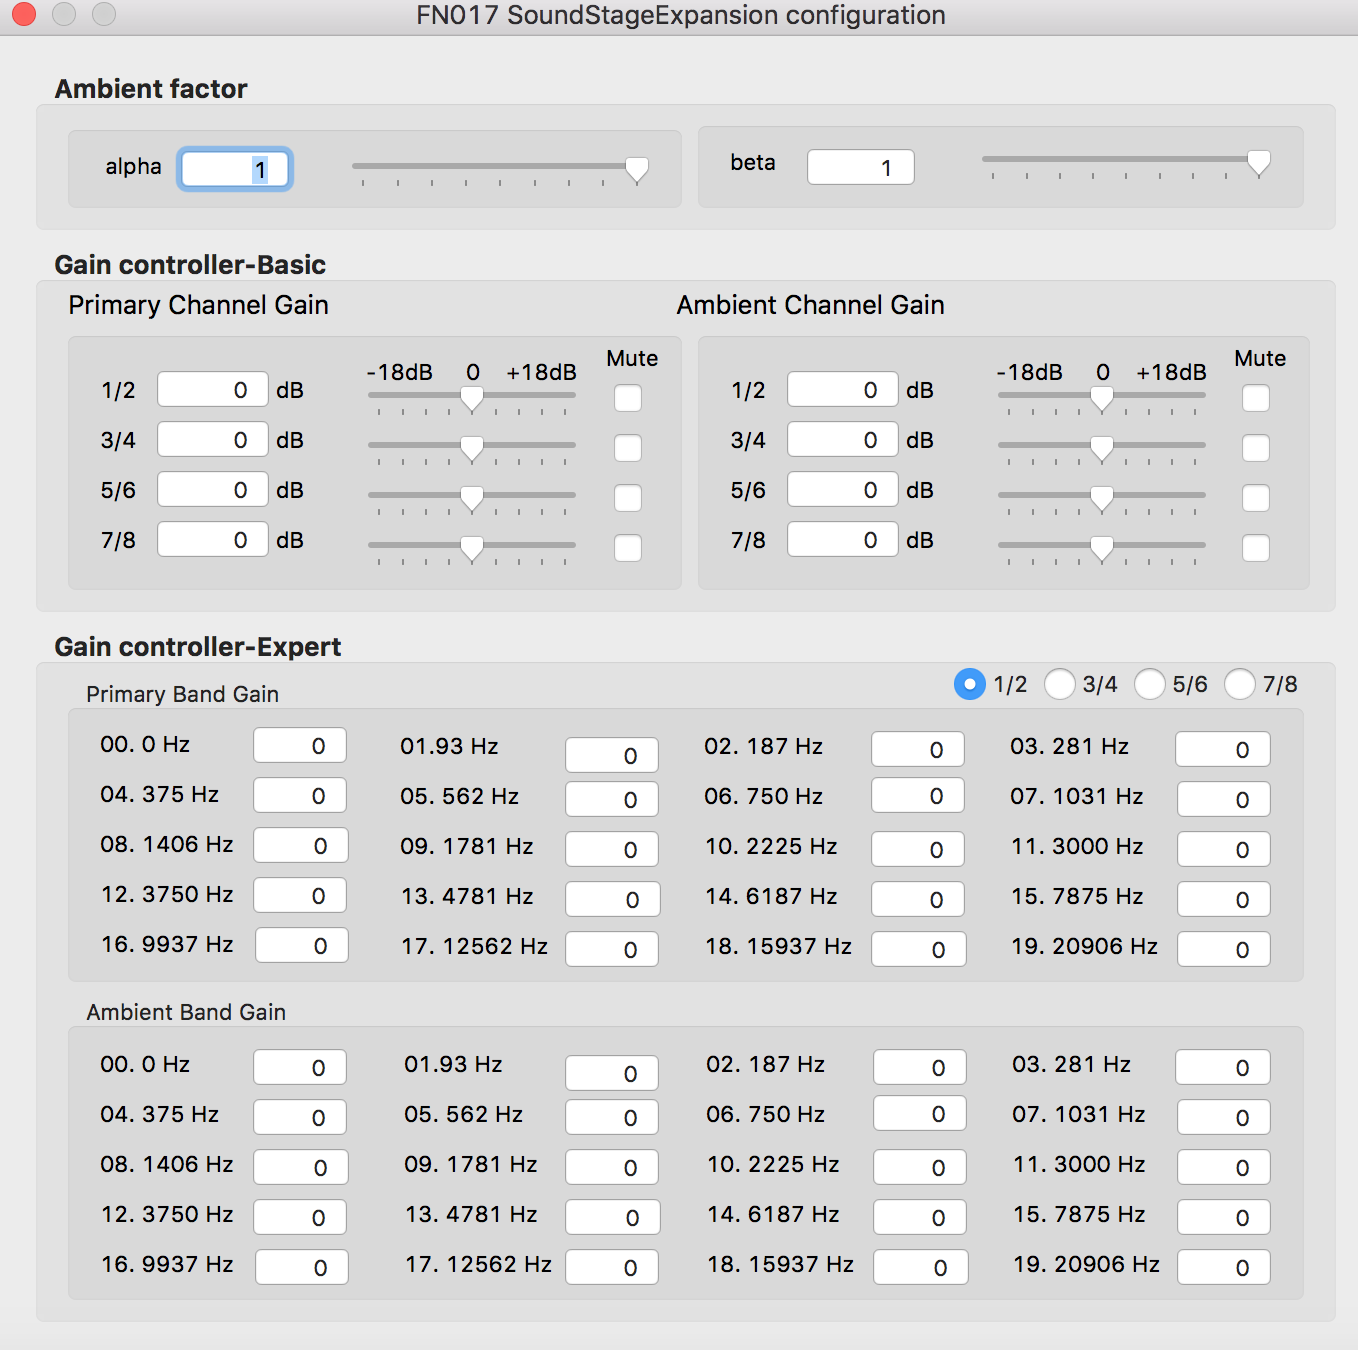 FN017 SoundStageExpansion configuration
Ambient factor
alpha 1 beta 1
Gain controller-Basic
Primary Channel Gain Ambient Channel Gain
-18dB 0 +18dB Mute -18dB 0 +18dB Mute
1/2 0 dB 1/2 0 dB
3/4 0 dB 3/4 0 dB
5/6 0 dB 5/6 0 dB
7/8 0 dB 7/8 0 dB
Gain controller-Expert
Primary Band Gain 1/2 3/4 5/6 7/8
00. 0 Hz 0 01.93 Hz 0 02. 187 Hz 0 03. 281 Hz 0
04. 375 Hz 0 05. 562 Hz 0 06. 750 Hz 0 07. 1031 Hz 0
08. 1406 Hz 0 09. 1781 Hz 0 10. 2225 Hz 0 11. 3000 Hz 0
12. 3750 Hz 0 13. 4781 Hz 0 14. 6187 Hz 0 15. 7875 Hz 0
16. 9937 Hz 0 17. 12562 Hz 0 18. 15937 Hz 0 19. 20906 Hz 0
Ambient Band Gain
00. 0 Hz 0 01.93 Hz 0 02. 187 Hz 0 03. 281 Hz 0
04. 375 Hz 0 05. 562 Hz 0 06. 750 Hz 0 07. 1031 Hz 0
08. 1406 Hz 0 09. 1781 Hz 0 10. 2225 Hz 0 11. 3000 Hz 0
12. 3750 Hz 0 13. 4781 Hz 0 14. 6187 Hz 0 15. 7875 Hz 0
16. 9937 Hz 0 17. 12562 Hz 0 18. 15937 Hz 0 19. 20906 Hz 0